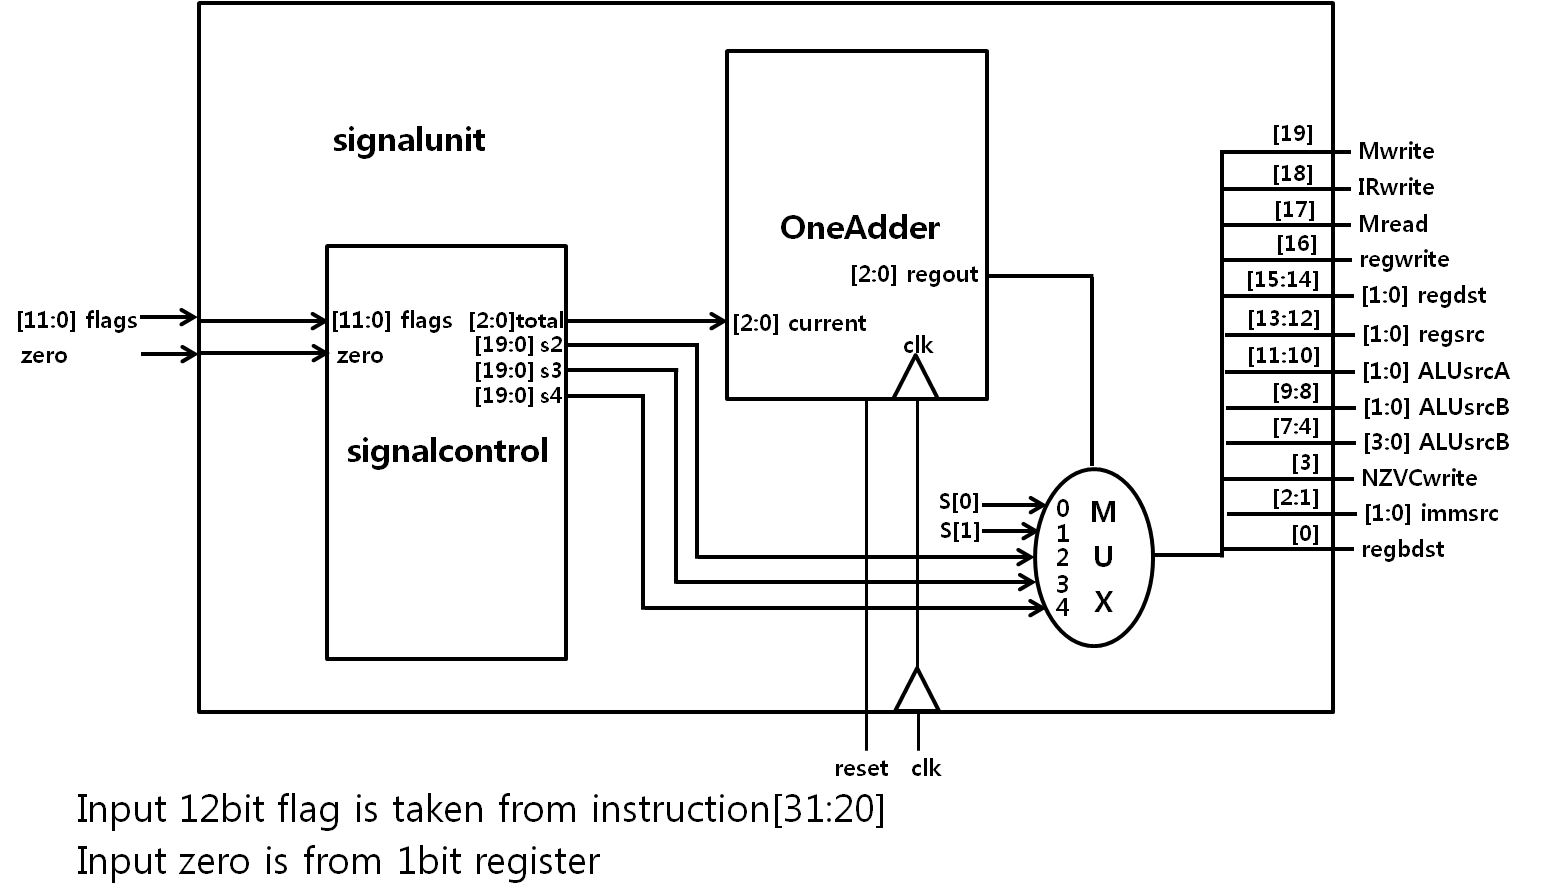 signalunit
OneAdder
[2:0] regout
[2:0] current
clk
[11:0] flags
zero
[11:0] flags
zero
[2:0]total
[19:0] s2
[19:0] s3
[19:0] s4
signalcontrol
S[0]
S[1]
0
1
2
3
4
M
U
X
[19] Mwrite
[18] IRwrite
[17] Mread
[16] regwrite
[15:14] [1:0] regdst
[13:12] [1:0] regsrc
[11:10] [1:0] ALUsrcA
[9:8] [1:0] ALUsrcB
[7:4] [3:0] ALUsrcB
[3] NZVCwrite
[2:1] [1:0] immsrc
[0] regbdst
reset clk
Input 12bit flag is taken from instruction[31:20]
Input zero is from 1bit register